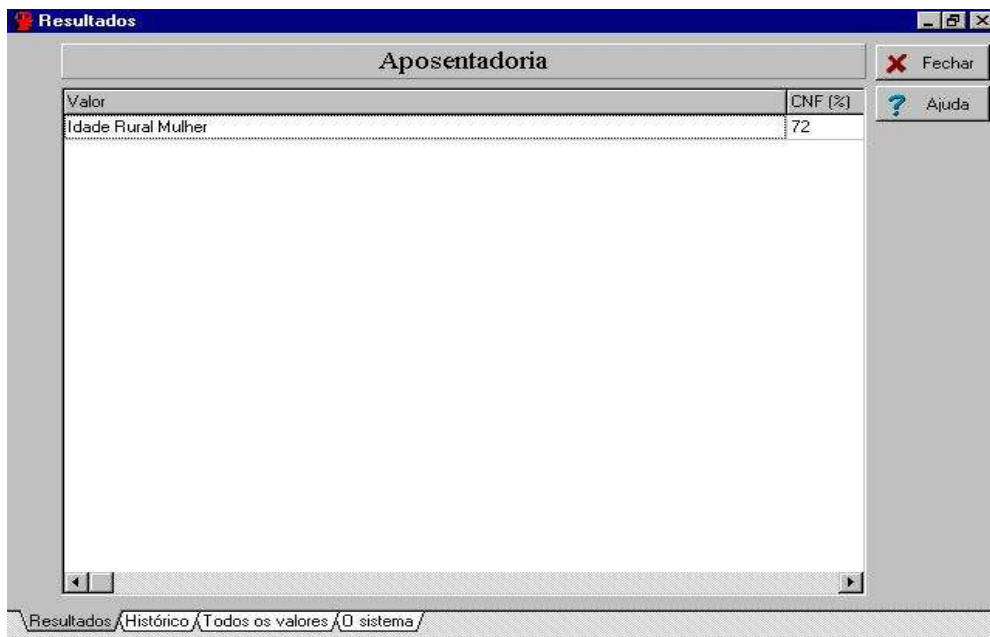 Resultados
Aposentadoria
Fechar
Valor CNF (%)
Ajuda
Idade Rural Mulher 72
Resultados Histórico Todos os valores O sistema